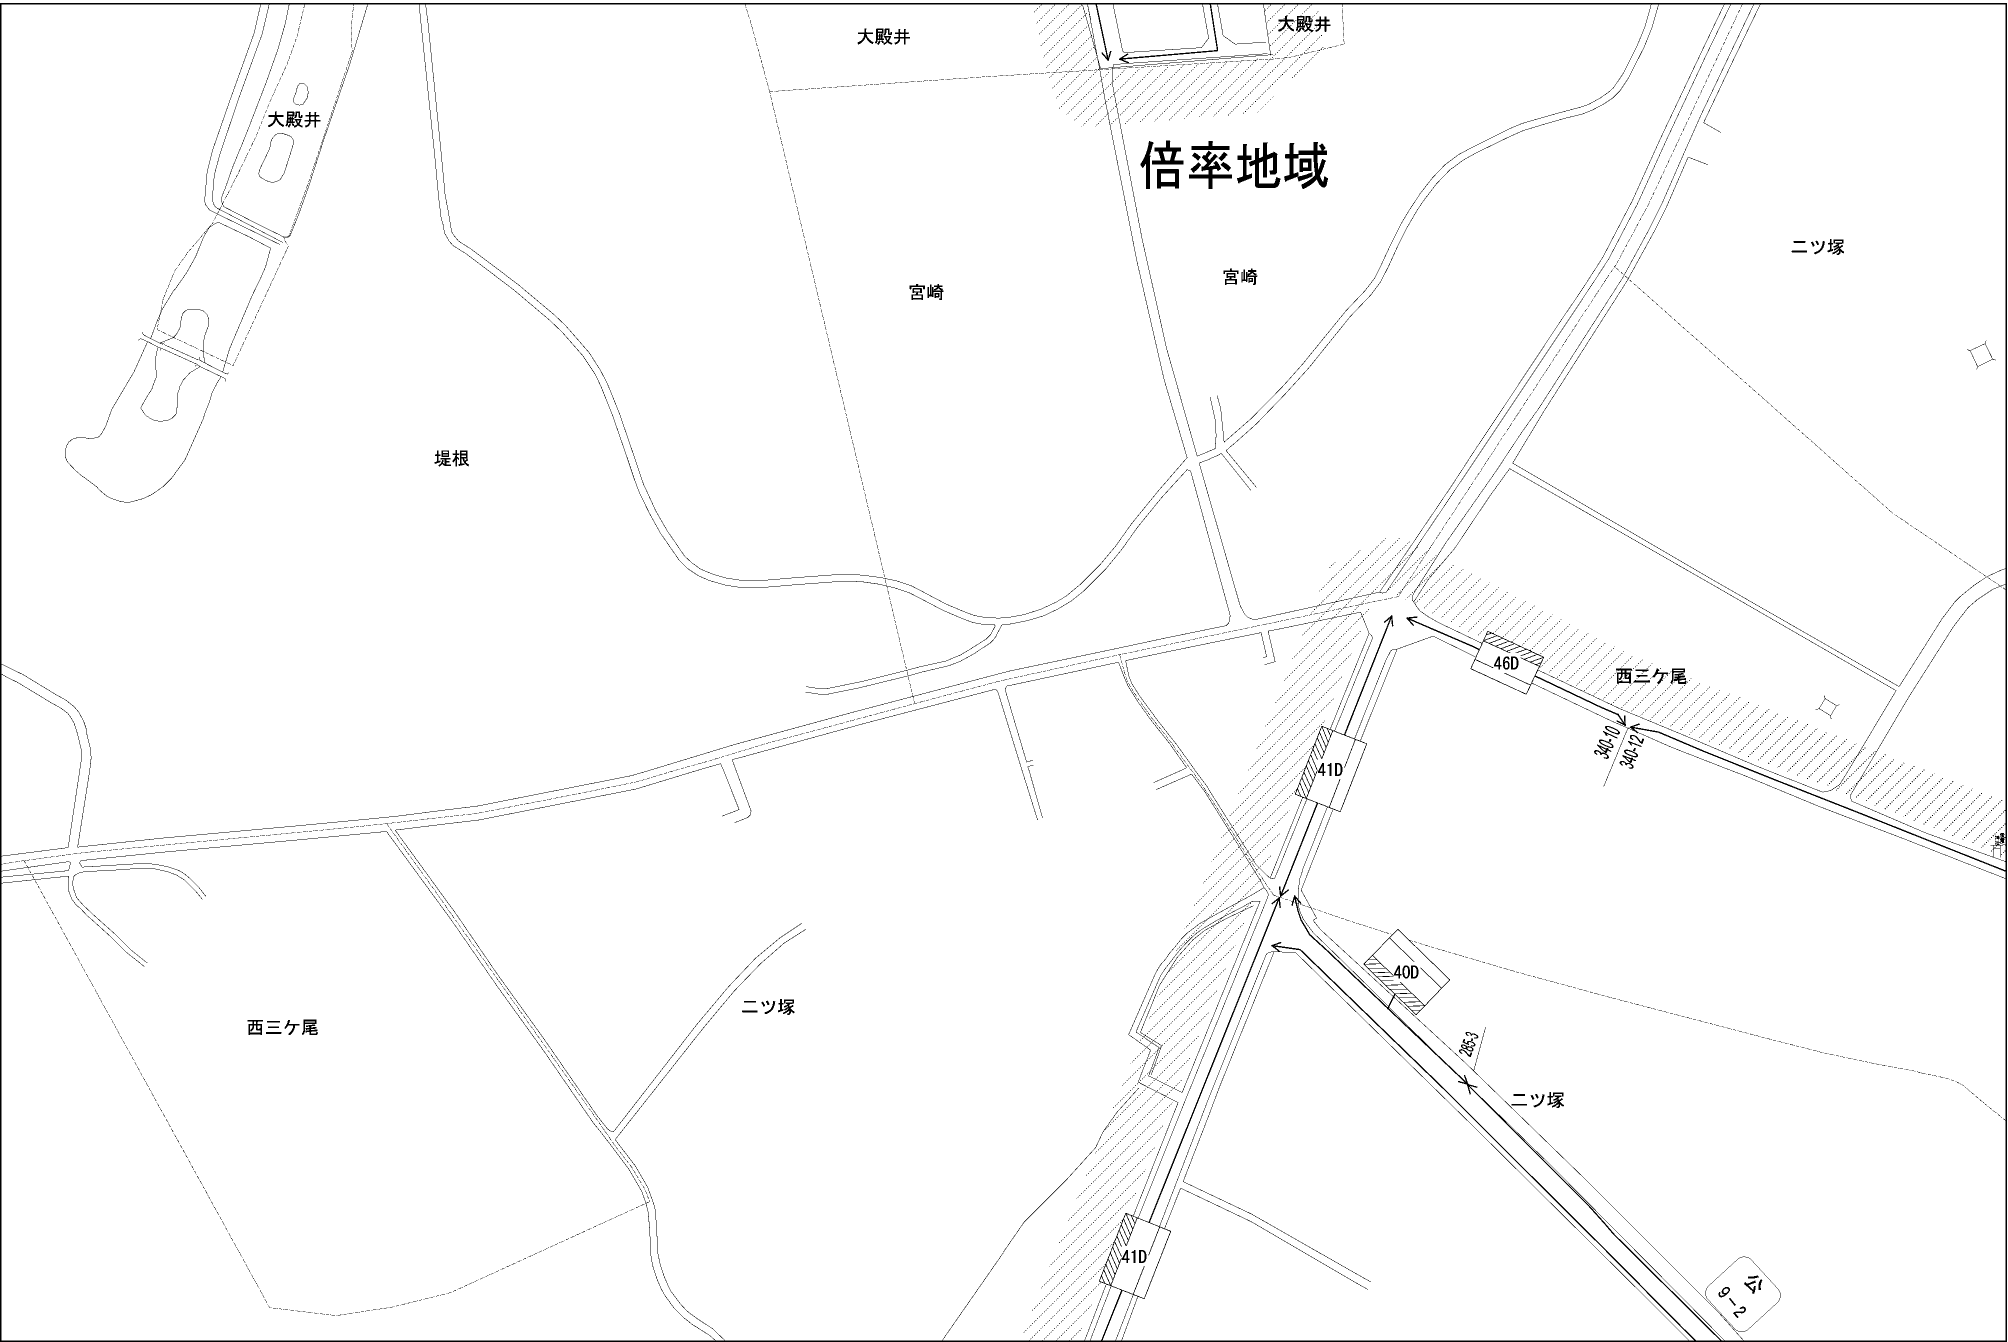 大殿井
大殿井
大殿井
倍率地域
二ツ塚
宮崎
宮崎
堤根
46D
西三ケ尾
340-10
340-12
41D
40D
二ツ塚
西三ケ尾
285-3
二ツ塚
41D
公
9-2